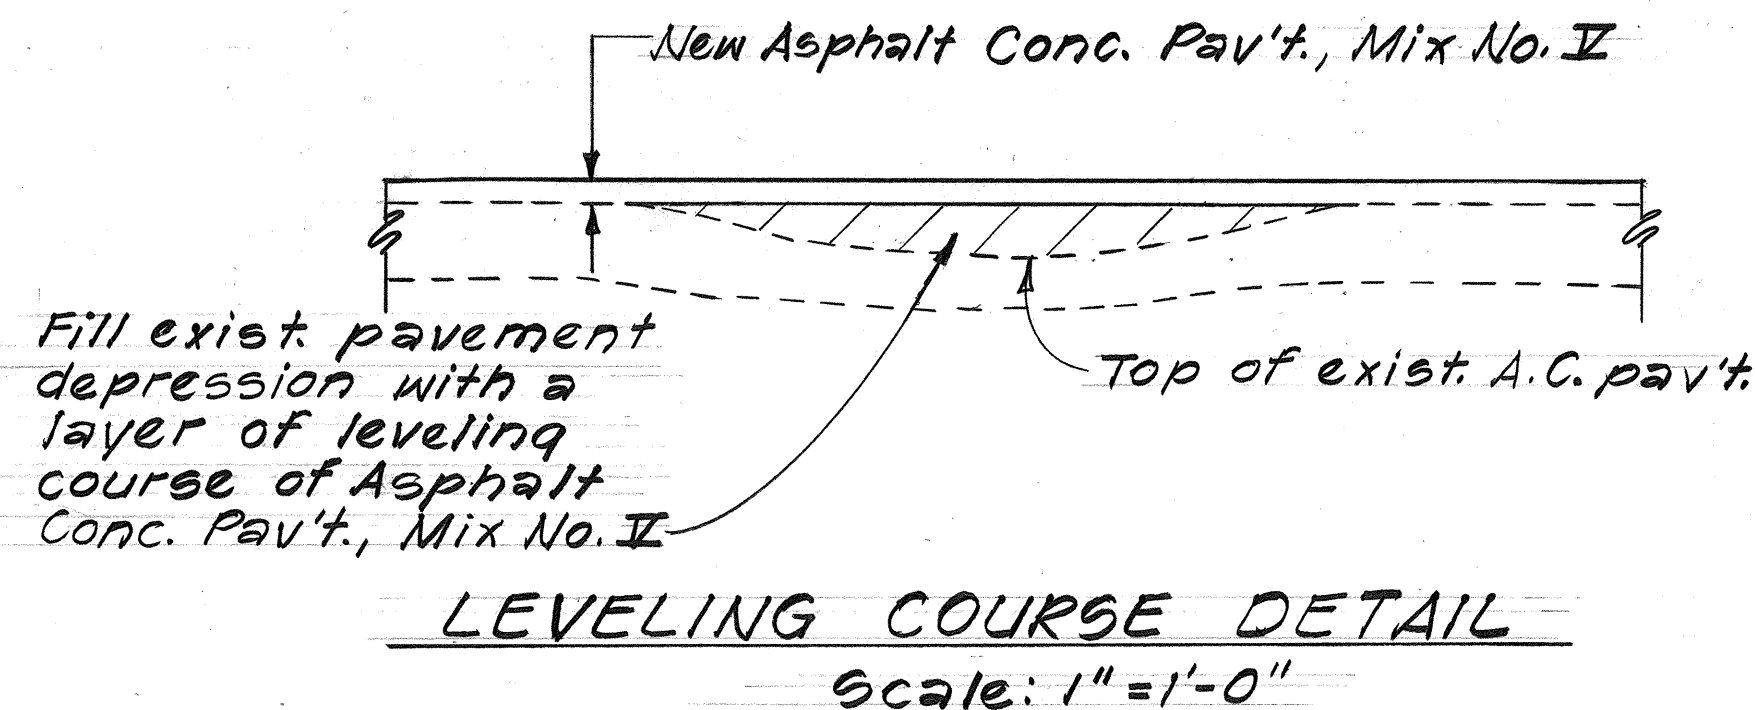 New Asphalt Conc. Pav't., Mix No. V
Fill exist. pavement
depression with a
layer of leveling
course of Asphalt
Conc. Pav't., Mix No. V
Top of exist. A.C. pav't.
LEVELING COURSE DETAIL
Scale: 1" = 1'-0"